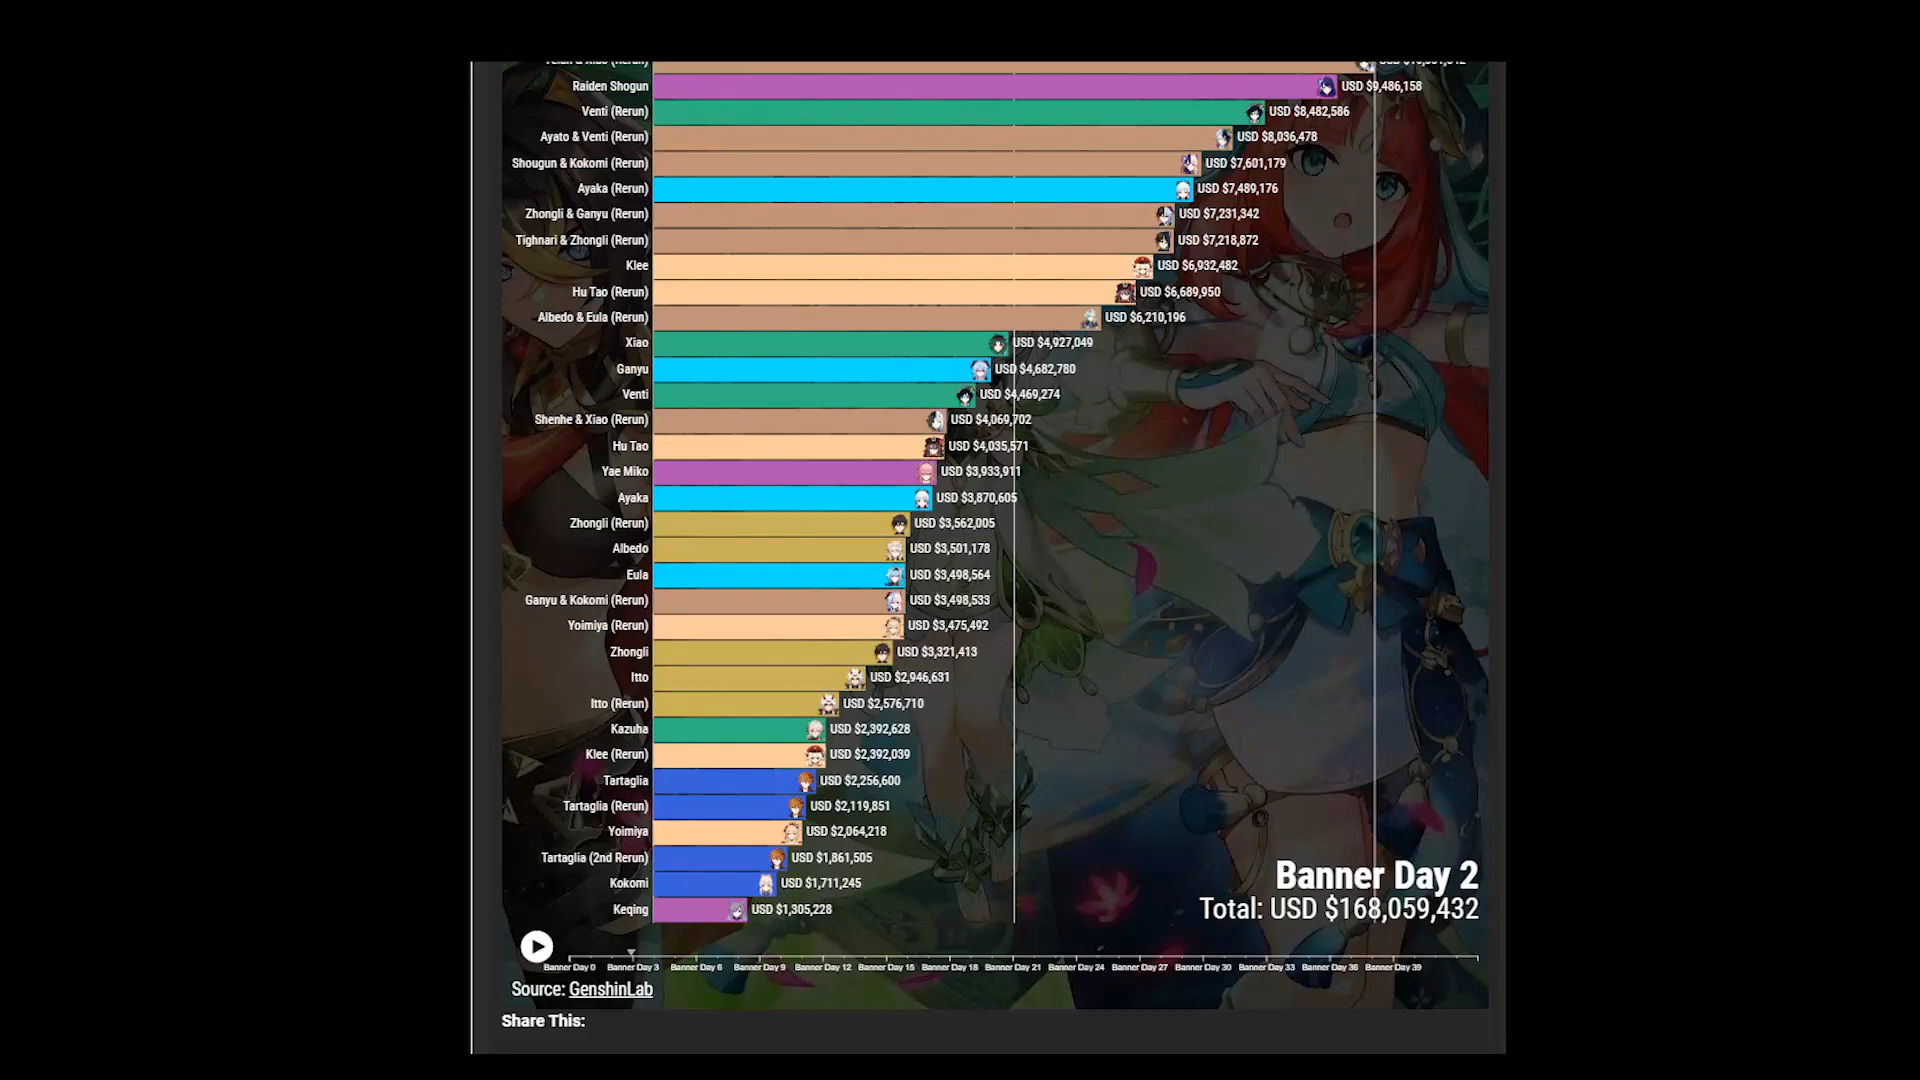 Raiden Shogun USD $9,486,158
Venti (Rerun) USD $8,482,586
Ayato & Venti (Rerun) USD $8,036,478
Shougun & Kokomi (Rerun) USD $7,601,179
Ayaka (Rerun) USD $7,489,176
Zhongli & Ganyu (Rerun) USD $7,231,342
Tighnari & Zhongli (Rerun) USD $7,218,872
Klee USD $6,932,482
Hu Tao (Rerun) USD $6,689,950
Albedo & Eula (Rerun) USD $6,210,196
Xiao USD $4,927,049
Ganyu USD $4,682,780
Venti USD $4,469,274
Shenhe & Xiao (Rerun) USD $4,069,702
Hu Tao USD $4,035,571
Yae Miko USD $3,933,911
Ayaka USD $3,870,605
Zhongli (Rerun) USD $3,562,005
Albedo USD $3,501,178
Eula USD $3,498,564
Ganyu & Kokomi (Rerun) USD $3,498,533
Yoimiya (Rerun) USD $3,475,492
Zhongli USD $3,321,413
Itto USD $2,946,631
Itto (Rerun) USD $2,576,710
Kazuha USD $2,392,628
Klee (Rerun) USD $2,392,039
Tartaglia USD $2,256,600
Tartaglia (Rerun) USD $2,119,851
Yoimiya USD $2,064,218
Tartaglia (2nd Rerun) USD $1,861,505
Kokomi USD $1,711,245
Keqing USD $1,305,228
Banner Day 2
Total: USD $168,059,432
Banner Day 0 Banner Day 3 Banner Day 6 Banner Day 9 Banner Day 12 Banner Day 15 Banner Day 18 Banner Day 21 Banner Day 24 Banner Day 27 Banner Day 30 Banner Day 33 Banner Day 36 Banner Day 39
Source: GenshinLab
Share This: